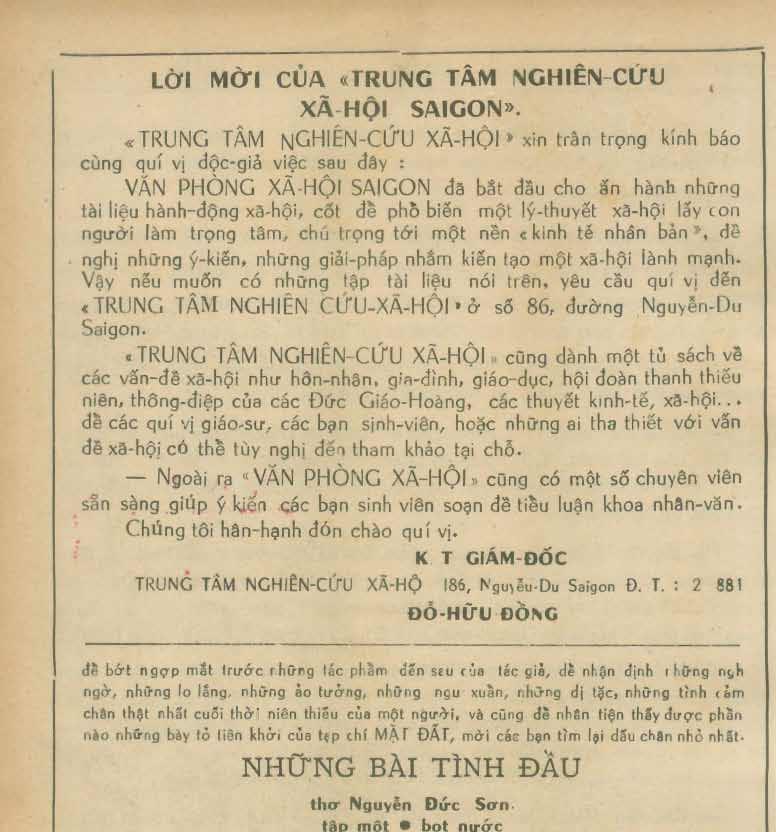 LỜI MỜI CỦA «TRUNG TÂM NGHIÊN-CỨU
XÃ-HỘI SAIGON».
«TRUNG TÂM NGHIÊN-CỨU XÃ-HỘI» xin trân trọng kính báo
cùng quí vị độc-giả việc sau đây :
VĂN PHÒNG XÃ-HỘI SAIGON đã bắt đầu cho ấn hành những
tài liệu hành-động xã-hội, cốt để phổ biến một lý-thuyết xã-hội lấy con
người làm trọng tâm, chú trọng tới một nền «kinh tế nhân bản», đề
nghị những ý-kiến, những giải-pháp nhằm kiến tạo một xã-hội lành mạnh.
Vậy nếu muốn có những tập tài liệu nói trên, yêu cầu quí vị đến
«TRUNG TÂM NGHIÊN CỨU-XÃ-HỘI» ở số 86, đường Nguyễn-Du
Saigon.
«TRUNG TÂM NGHIÊN-CỨU XÃ-HỘI» cũng dành một tủ sách về
các vấn-đề xã-hội như hôn-nhân, gia-đình, giáo-dục, hội đoàn thanh thiếu
niên, thông-điệp của các Đức Giáo-Hoàng, các thuyết kinh-tế, xã-hội...
để các quí vị giáo-sư, các bạn sinh-viên, hoặc những ai tha thiết với vấn
đề xã-hội có thể tùy nghi đến tham khảo tại chỗ.
— Ngoài ra «VĂN PHÒNG XÃ-HỘI» cũng có một số chuyên viên
sẵn sàng giúp ý kiến các bạn sinh viên soạn đề tiểu luận khoa nhân-văn.
Chúng tôi hân-hạnh đón chào quí vị.
K T GIÁM-ĐỐC
TRUNG TÂM NGHIÊN-CỨU XÃ-HỘ 186, Nguyễn-Du Saigon Đ. T. : 2 881
ĐỖ-HỮU ĐỒNG
để bớt ngợp mắt trước những tác phẩm đến sau của tác giả, để nhận định những ngh
ngờ, những lo lắng, những ảo tưởng, những ngu xuẩn, những dị tặc, những tình cảm
chân thật nhất cuối thời niên thiếu của một người, và cũng để nhân tiện thấy được phần
nào những bày tỏ tiên khởi của tạp chí MẶT ĐẤT, mời các bạn tìm lại dấu chân nhỏ nhất.
NHỮNG BÀI TÌNH ĐẦU
thơ Nguyễn Đức Sơn.
tập một ● bọt nước